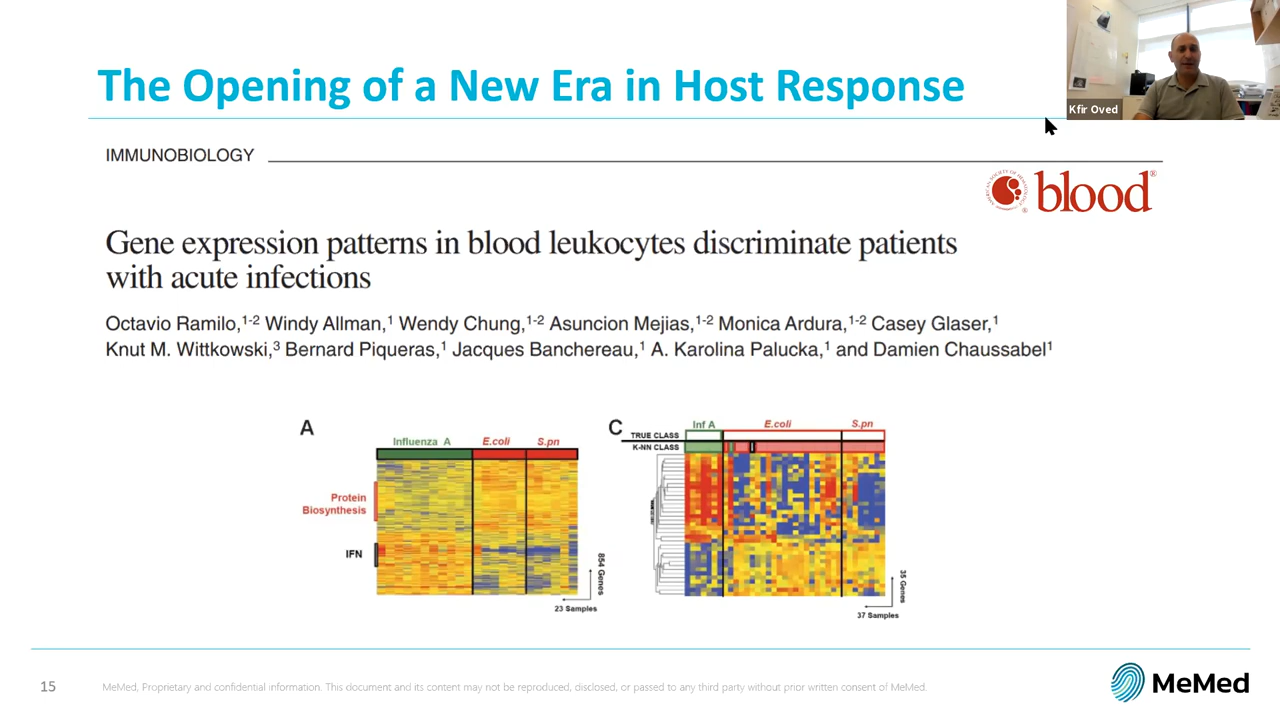 The Opening of a New Era in Host Response
Kfir Oved
IMMUNOBIOLOGY
blood®
Gene expression patterns in blood leukocytes discriminate patients
with acute infections
Octavio Ramilo,1-2 Windy Allman,1 Wendy Chung,1-2 Asuncion Mejias,1-2 Monica Ardura,1-2 Casey Glaser,1
Knut M. Wittkowski,3 Bernard Piqueras,1 Jacques Banchereau,1 A. Karolina Palucka,1 and Damien Chaussabel1
A
Influenza A E.coli S.pn
Protein
Biosynthesis
IFN
854 Genes
23 Samples
C
Inf A E.coli S.pn
TRUE CLASS
K-NN CLASS
35 Genes
37 Samples
15
MeMed, Proprietary and confidential information. This document and its content may not be reproduced, disclosed, or passed to any third party without prior written consent of MeMed.
MeMed